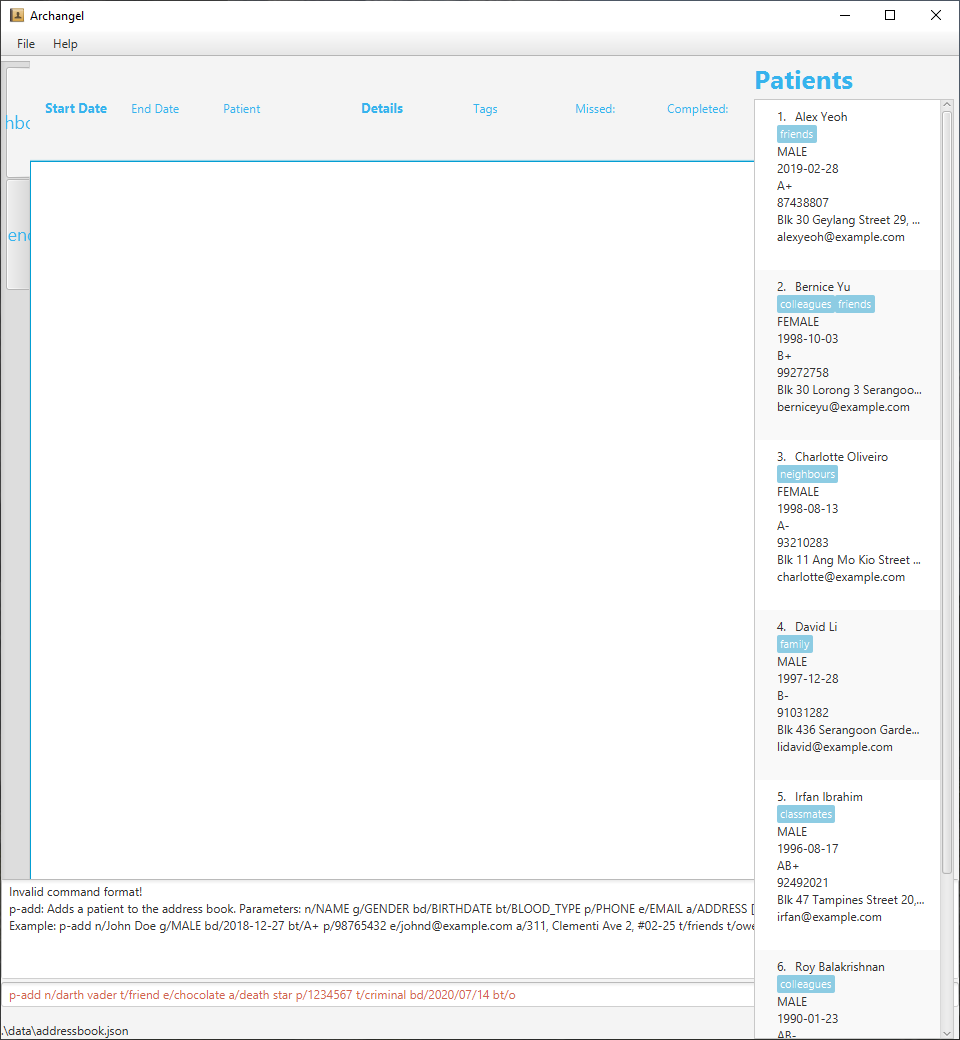 Archangel
File Help
Patients
Start Date End Date Patient Details Tags Missed: Completed:
1. Alex Yeoh
friends
MALE
2019-02-28
A+
87438807
Blk 30 Geylang Street 29, ...
alexyeoh@example.com
2. Bernice Yu
colleagues friends
FEMALE
1998-10-03
B+
99272758
Blk 30 Lorong 3 Serangoo...
berniceyu@example.com
3. Charlotte Oliveiro
neighbours
FEMALE
1998-08-13
A-
93210283
Blk 11 Ang Mo Kio Street ...
charlotte@example.com
4. David Li
family
MALE
1997-12-28
B-
91031282
Blk 436 Serangoon Garde...
lidavid@example.com
5. Irfan Ibrahim
classmates
MALE
1996-08-17
AB+
92492021
Blk 47 Tampines Street 20,...
irfan@example.com
6. Roy Balakrishnan
colleagues
MALE
1990-01-23
AB-
Invalid command format!
p-add: Adds a patient to the address book. Parameters: n/NAME g/GENDER bd/BIRTHDATE bt/BLOOD_TYPE p/PHONE e/EMAIL a/ADDRESS [
Example: p-add n/John Doe g/MALE bd/2018-12-27 bt/A+ p/98765432 e/johnd@example.com a/311, Clementi Ave 2, #02-25 t/friends t/owe
p-add n/darth vader t/friend e/chocolate a/death star p/1234567 t/criminal bd/2020/07/14 bt/o
.\data\addressbook.json